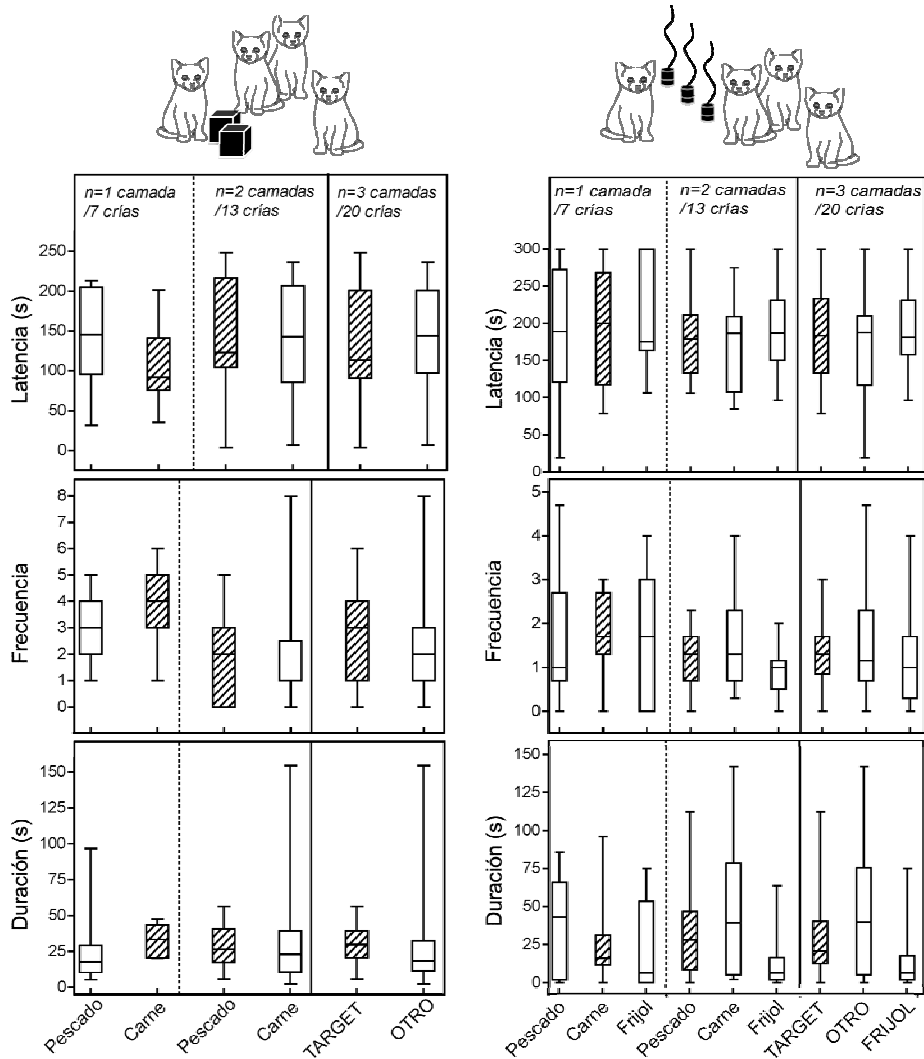 n=1 camada
/7 crías
n=2 camadas
/13 crías
n=3 camadas
/20 crías
Latencia (s)
250
200
150
100
50
0
Frecuencia
8
7
6
5
4
3
2
1
0
Duración (s)
150
125
100
75
50
25
0
Pescado
Carne
Pescado
Carne
TARGET
OTRO
n=1 camada
/7 crías
n=2 camadas
/13 crías
n=3 camadas
/20 crías
Latencia (s)
300
250
200
150
100
50
0
Frecuencia
5
4
3
2
1
0
Duración (s)
150
125
100
75
50
25
0
Pescado
Carne
Frijol
Pescado
Carne
Frijol
TARGET
OTRO
FRIJOL